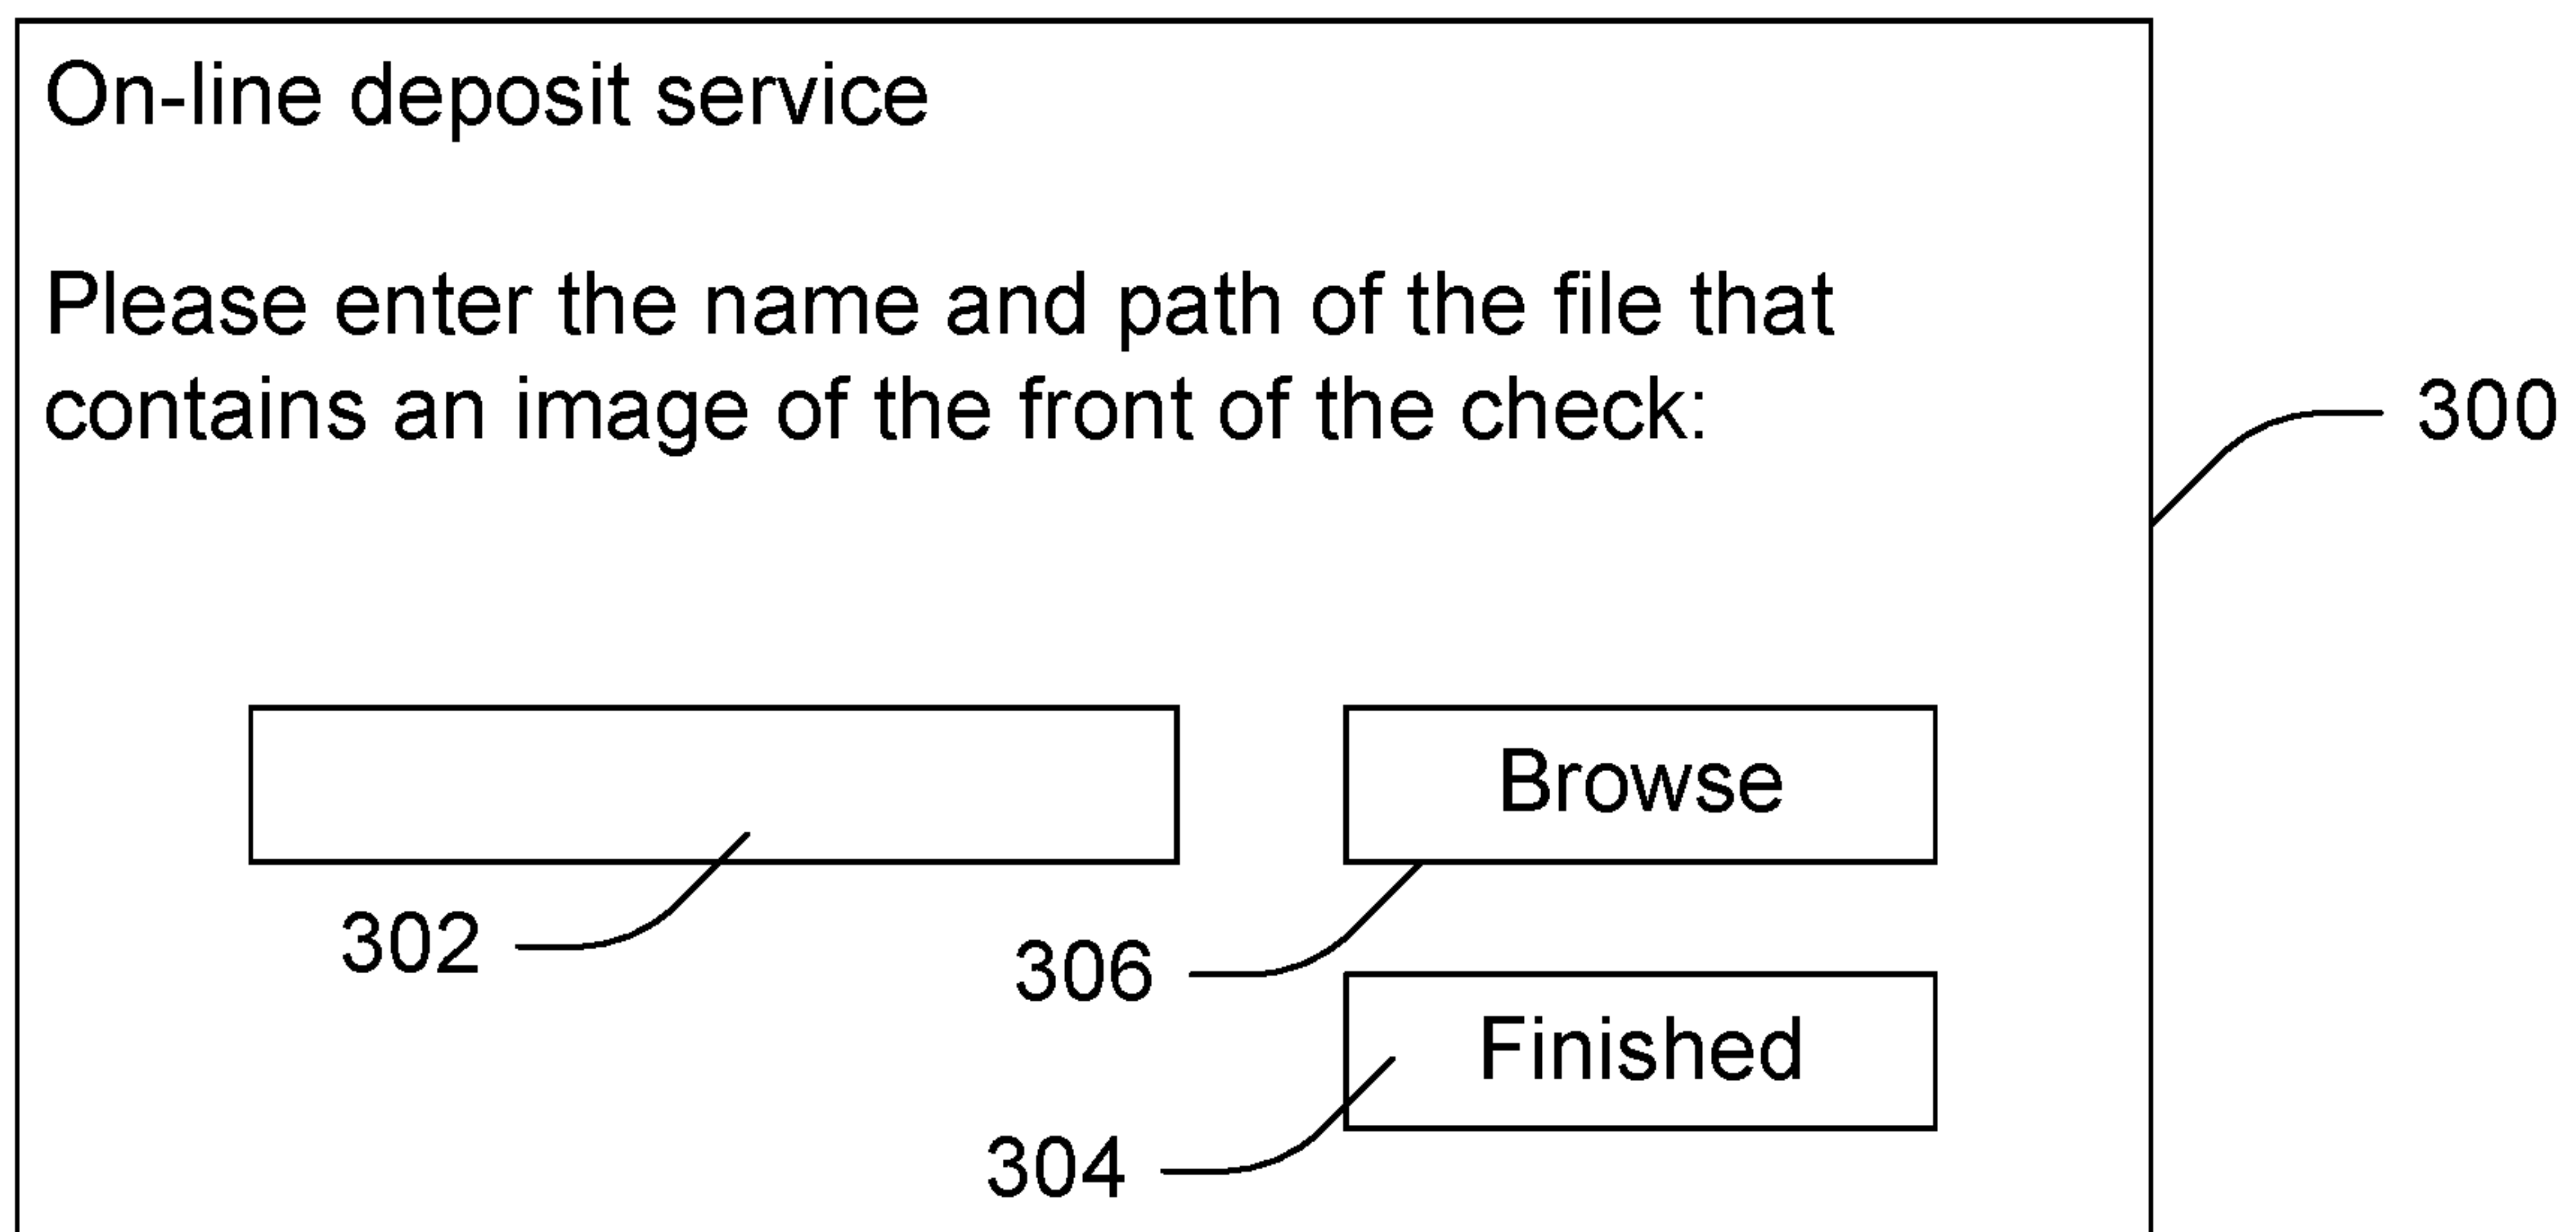 On-line deposit service
Please enter the name and path of the file that
contains an image of the front of the check:
300
Browse
302
306
Finished
304